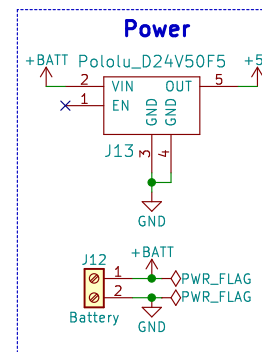 Power
+BATT
Pololu_D24V50F5
+5
2
VIN
OUT
5
1
EN
GND
GND
J13
3
4
GND
+BATT
J12
1
PWR_FLAG
2
PWR_FLAG
Battery
GND